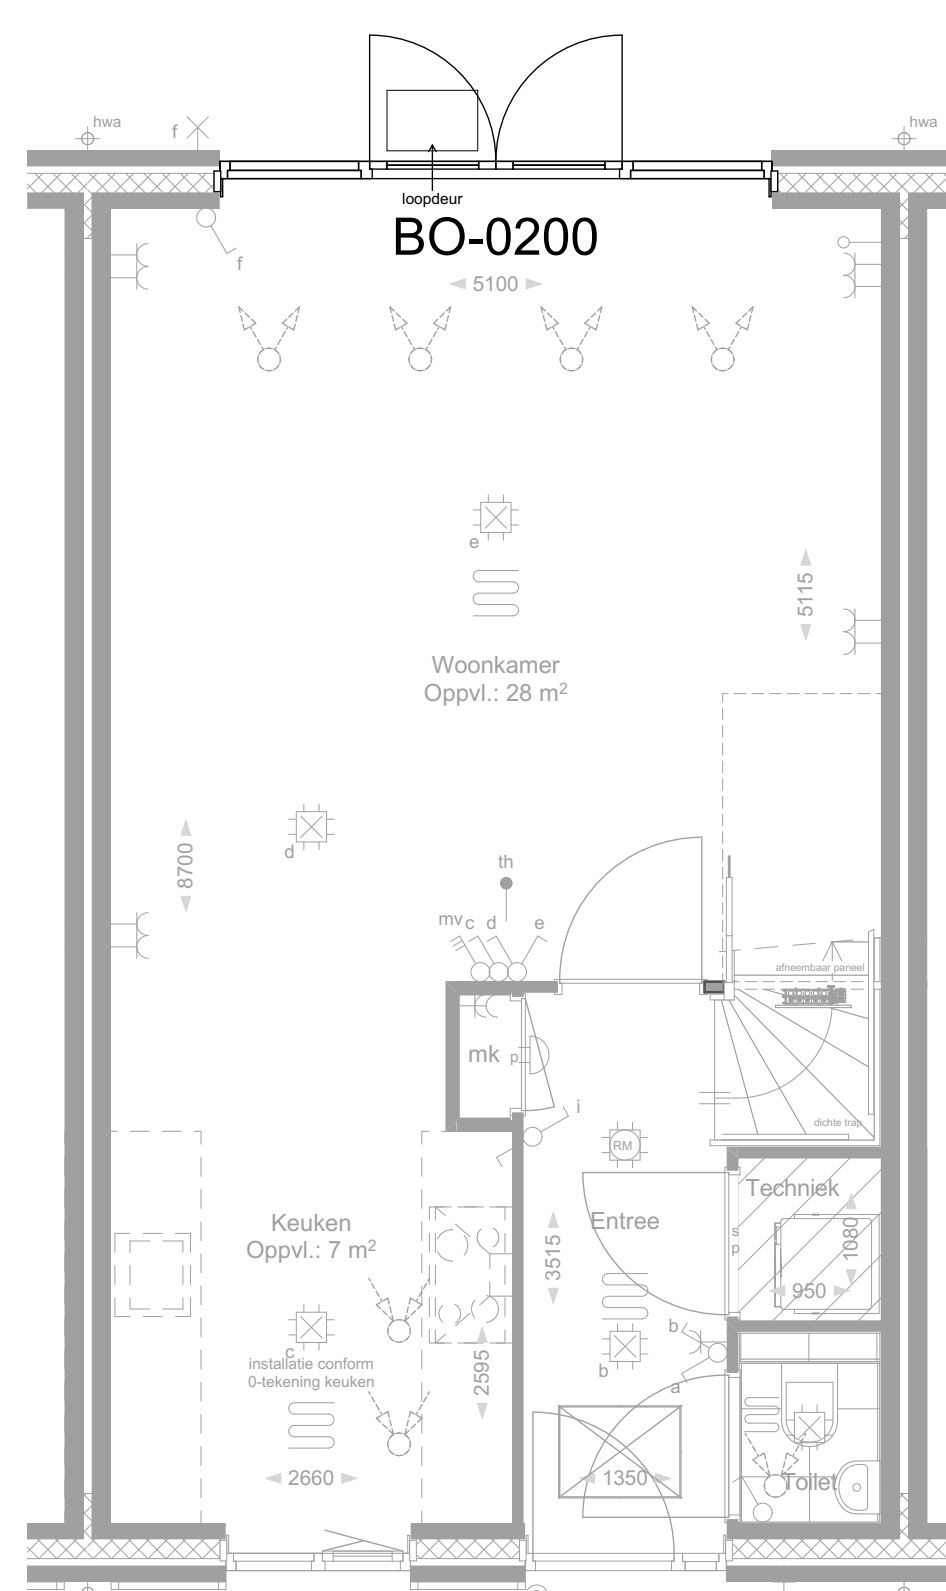 hwa
f
hwa
loopdeur
BO-0200
f
5100
e
5115
Woonkamer
Oppvl.: 28 m²
d
8700
th
mv c d e
afneembaar paneel
mk
p
i
dichte trap
RM
Techniek
Keuken
Oppvl.: 7 m²
Entree
sp
3515
1080
950
c
installatie conform
0-tekening keuken
b
b
a
2595
2660
1350
Toilet